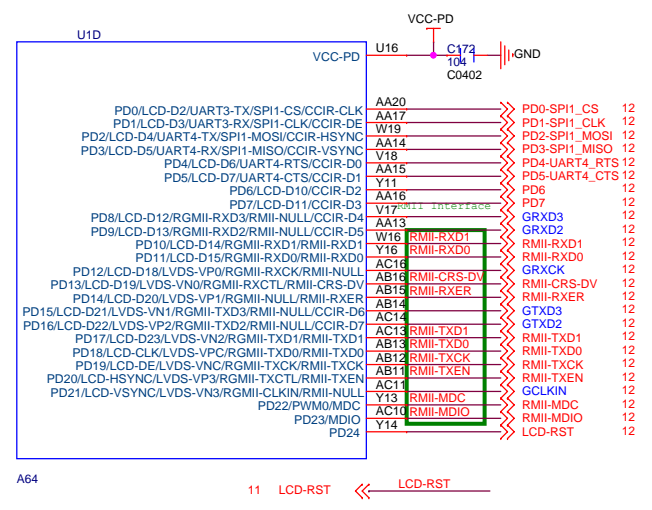 VCC-PD
U1D
VCC-PD U16 C172 GND
104
C0402
PD0/LCD-D2/UART3-TX/SPI1-CS/CCIR-CLK AA20 PD0-SPI1_CS 12
PD1/LCD-D3/UART3-RX/SPI1-CLK/CCIR-DE AA17 PD1-SPI1_CLK 12
PD2/LCD-D4/UART4-TX/SPI1-MOSI/CCIR-HSYNC W19 PD2-SPI1_MOSI 12
PD3/LCD-D5/UART4-RX/SPI1-MISO/CCIR-VSYNC AA14 PD3-SPI1_MISO 12
PD4/LCD-D6/UART4-RTS/CCIR-D0 V18 PD4-UART4_RTS 12
PD5/LCD-D7/UART4-CTS/CCIR-D1 AA15 PD5-UART4_CTS 12
PD6/LCD-D10/CCIR-D2 Y11 PD6 12
PD7/LCD-D11/CCIR-D3 AA16 PD7 12
RMII Interface
PD8/LCD-D12/RGMII-RXD3/RMII-NULL/CCIR-D4 V17 GRXD3 12
PD9/LCD-D13/RGMII-RXD2/RMII-NULL/CCIR-D5 AA13 GRXD2 12
PD10/LCD-D14/RGMII-RXD1/RMII-RXD1 W16 RMII-RXD1 RMII-RXD1 12
PD11/LCD-D15/RGMII-RXD0/RMII-RXD0 Y16 RMII-RXD0 RMII-RXD0 12
PD12/LCD-D18/LVDS-VP0/RGMII-RXCK/RMII-NULL AC16 GRXCK 12
PD13/LCD-D19/LVDS-VN0/RGMII-RXCTL/RMII-CRS-DV AB16 RMII-CRS-DV RMII-CRS-DV 12
PD14/LCD-D20/LVDS-VP1/RGMII-NULL/RMII-RXER AB15 RMII-RXER RMII-RXER 12
PD15/LCD-D21/LVDS-VN1/RGMII-TXD3/RMII-NULL/CCIR-D6 AB14 GTXD3 12
PD16/LCD-D22/LVDS-VP2/RGMII-TXD2/RMII-NULL/CCIR-D7 AC14 GTXD2 12
PD17/LCD-D23/LVDS-VN2/RGMII-TXD1/RMII-TXD1 AC13 RMII-TXD1 RMII-TXD1 12
PD18/LCD-CLK/LVDS-VPC/RGMII-TXD0/RMII-TXD0 AB13 RMII-TXD0 RMII-TXD0 12
PD19/LCD-DE/LVDS-VNC/RGMII-TXCK/RMII-TXCK AB12 RMII-TXCK RMII-TXCK 12
PD20/LCD-HSYNC/LVDS-VP3/RGMII-TXCTL/RMII-TXEN AB11 RMII-TXEN RMII-TXEN 12
PD21/LCD-VSYNC/LVDS-VN3/RGMII-CLKIN/RMII-NULL AC11 GCLKIN 12
PD22/PWM0/MDC Y13 RMII-MDC RMII-MDC 12
PD23/MDIO AC10 RMII-MDIO RMII-MDIO 12
PD24 Y14 LCD-RST 12
A64
11 LCD-RST LCD-RST